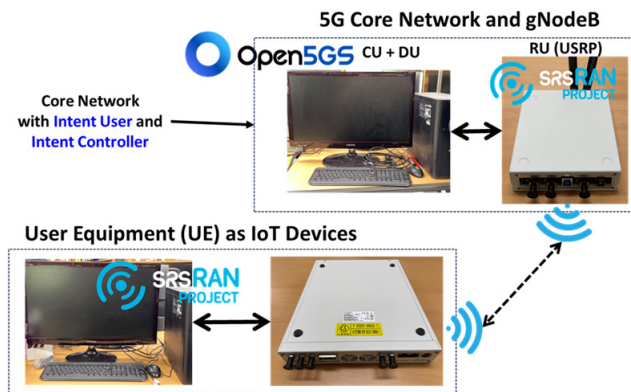 5G Core Network and gNodeB
Open5GS
CU + DU
RU (USRP)
SRSRAN
PROJECT
Core Network
with Intent User and
Intent Controller
User Equipment (UE) as IoT Devices
SRSRAN
PROJECT